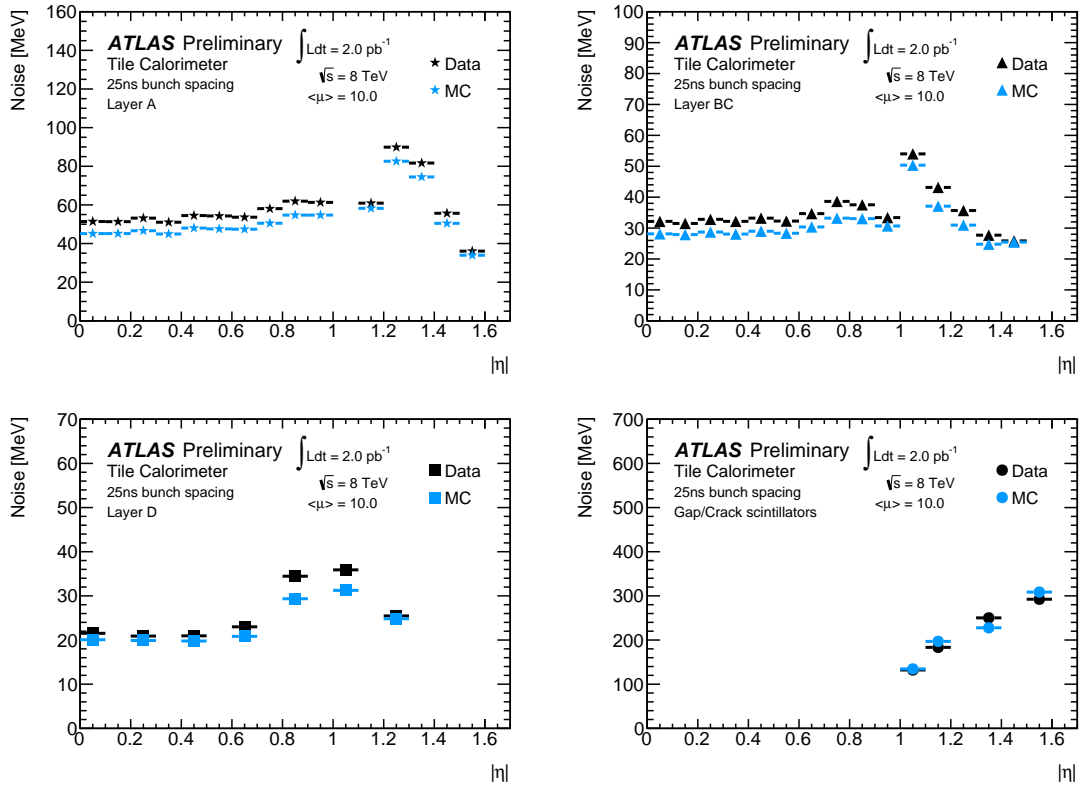 Noise [MeV]
160
140
120
100
80
60
40
20
0
ATLAS Preliminary
Tile Calorimeter
25ns bunch spacing
Layer A
∫ Ldt = 2.0 pb⁻¹
√s = 8 TeV
<μ> = 10.0
Data
MC
0 0.2 0.4 0.6 0.8 1 1.2 1.4 1.6
|η|
Noise [MeV]
100
90
80
70
60
50
40
30
20
10
0
ATLAS Preliminary
Tile Calorimeter
25ns bunch spacing
Layer BC
∫ Ldt = 2.0 pb⁻¹
√s = 8 TeV
<μ> = 10.0
Data
MC
0 0.2 0.4 0.6 0.8 1 1.2 1.4 1.6
|η|
Noise [MeV]
70
60
50
40
30
20
10
0
ATLAS Preliminary
Tile Calorimeter
25ns bunch spacing
Layer D
∫ Ldt = 2.0 pb⁻¹
√s = 8 TeV
<μ> = 10.0
Data
MC
0 0.2 0.4 0.6 0.8 1 1.2 1.4 1.6
|η|
Noise [MeV]
700
600
500
400
300
200
100
0
ATLAS Preliminary
Tile Calorimeter
25ns bunch spacing
Gap/Crack scintillators
∫ Ldt = 2.0 pb⁻¹
√s = 8 TeV
<μ> = 10.0
Data
MC
0 0.2 0.4 0.6 0.8 1 1.2 1.4 1.6
|η|